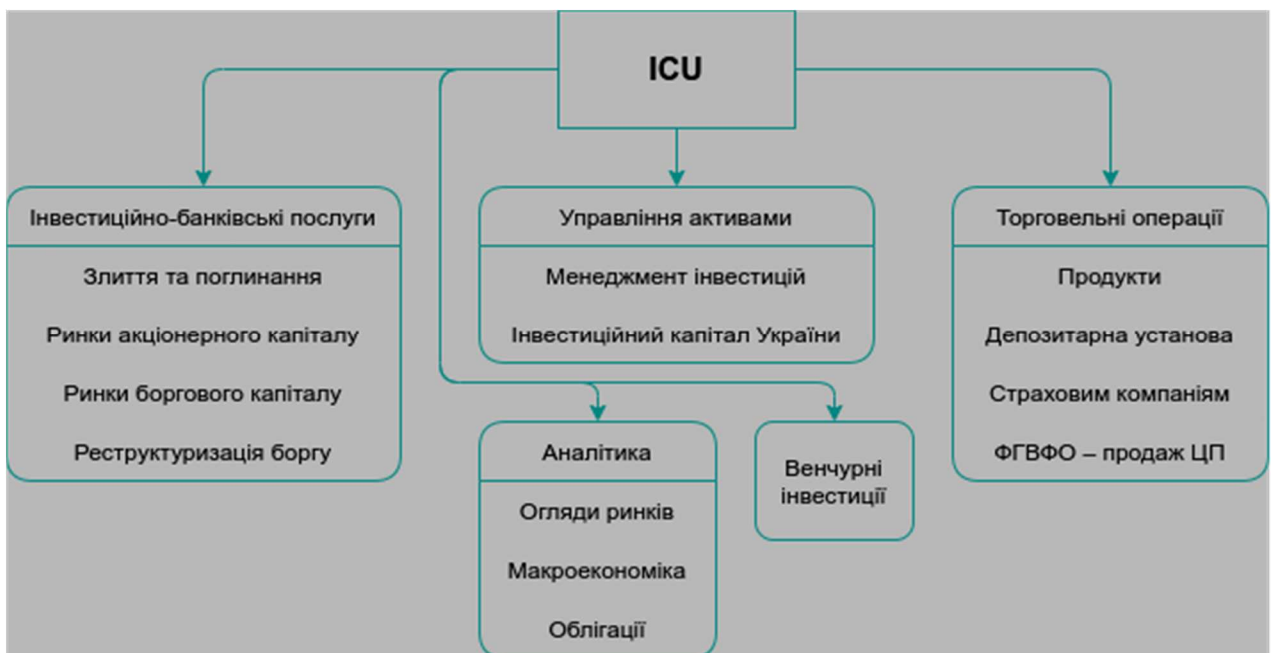 ICU
Інвестиційно-банківські послуги
Злиття та поглинання
Ринки акціонерного капіталу
Ринки боргового капіталу
Реструктуризація боргу
Управління активами
Менеджмент інвестицій
Інвестиційний капітал України
Торговельні операції
Продукти
Депозитарна установа
Страховим компаніям
ФГВФО – продаж ЦП
Аналітика
Огляди ринків
Макроекономіка
Облігації
Венчурні
інвестиції